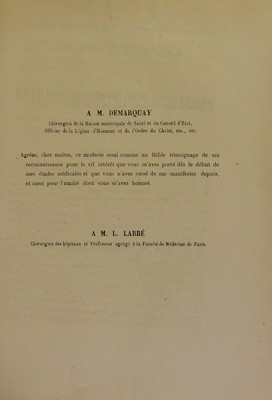 A M. DEMARQUAY
Chirurgien de la Maison municipale de Santé et du Conseil d'État,
Officier de la Légion d'Honneur et de l'Ordre du Christ, etc., etc.
Agréez, cher maître, ce modeste essai comme un faible témoignage de ma
reconnaissance pour le vif intérêt que vous m'avez porté dès le début de
mes études médicales et que vous n'avez cessé de me manifester depuis,
et aussi pour l'amitié dont vous m'avez honoré.
A M. L. LABBÉ
Chirurgien des hôpitaux et Professeur agrégé à la Faculté de Médecine de Paris